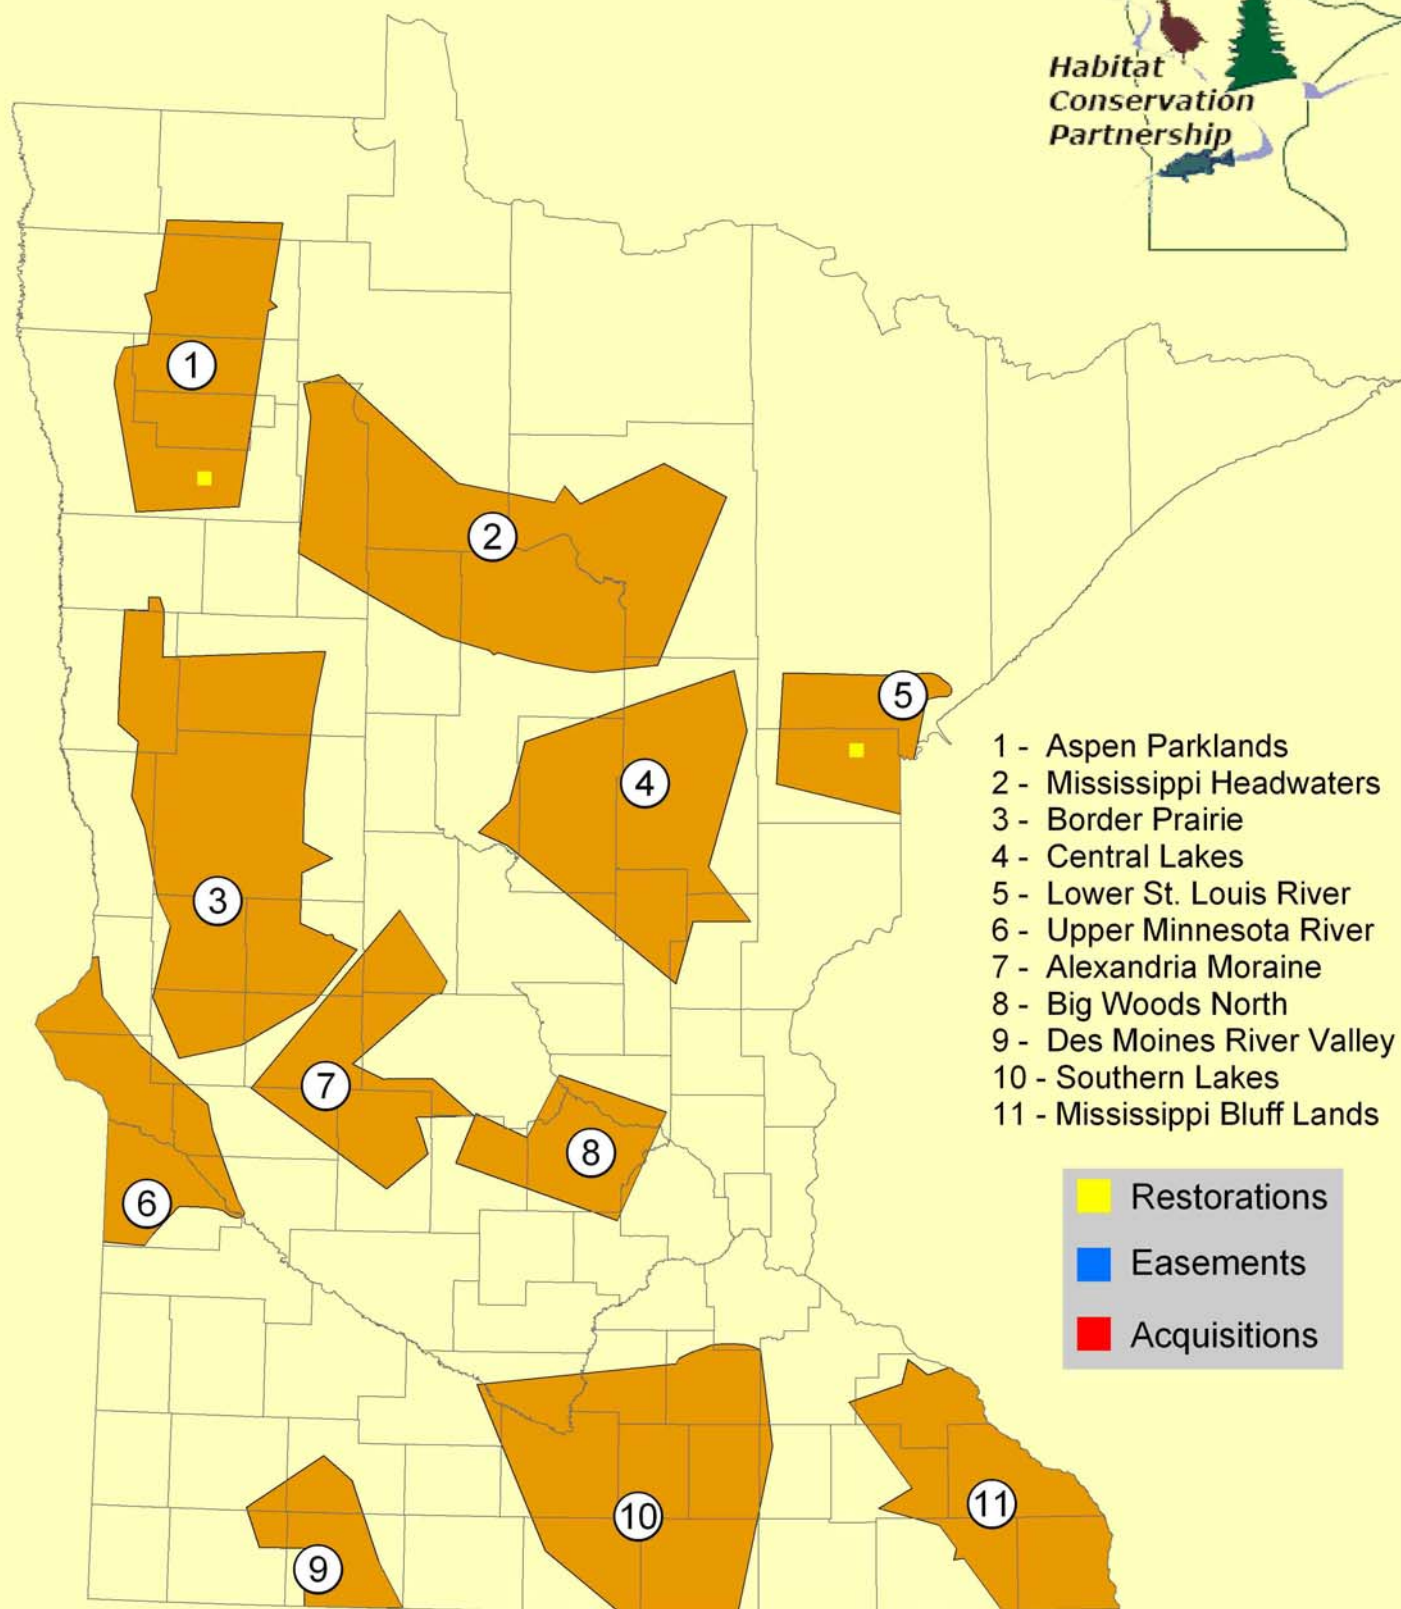 Habitat
Conservation
Partnership
1
2
3
4
5
6
7
8
9
10
11
1 - Aspen Parklands
2 - Mississippi Headwaters
3 - Border Prairie
4 - Central Lakes
5 - Lower St. Louis River
6 - Upper Minnesota River
7 - Alexandria Moraine
8 - Big Woods North
9 - Des Moines River Valley
10 - Southern Lakes
11 - Mississippi Bluff Lands
Restorations
Easements
Acquisitions